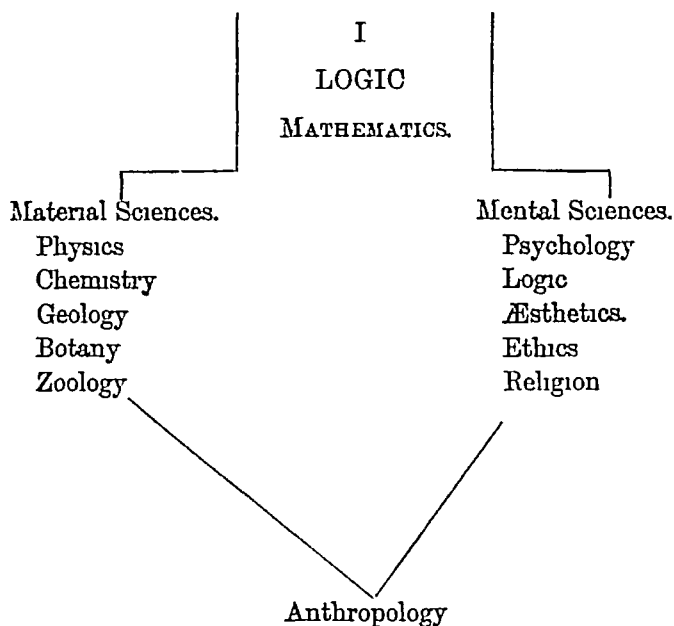 I
LOGIC
MATHEMATICS.
Material Sciences.
Physics
Chemistry
Geology
Botany
Zoology
Mental Sciences.
Psychology
Logic
Æsthetics.
Ethics
Religion
Anthropology